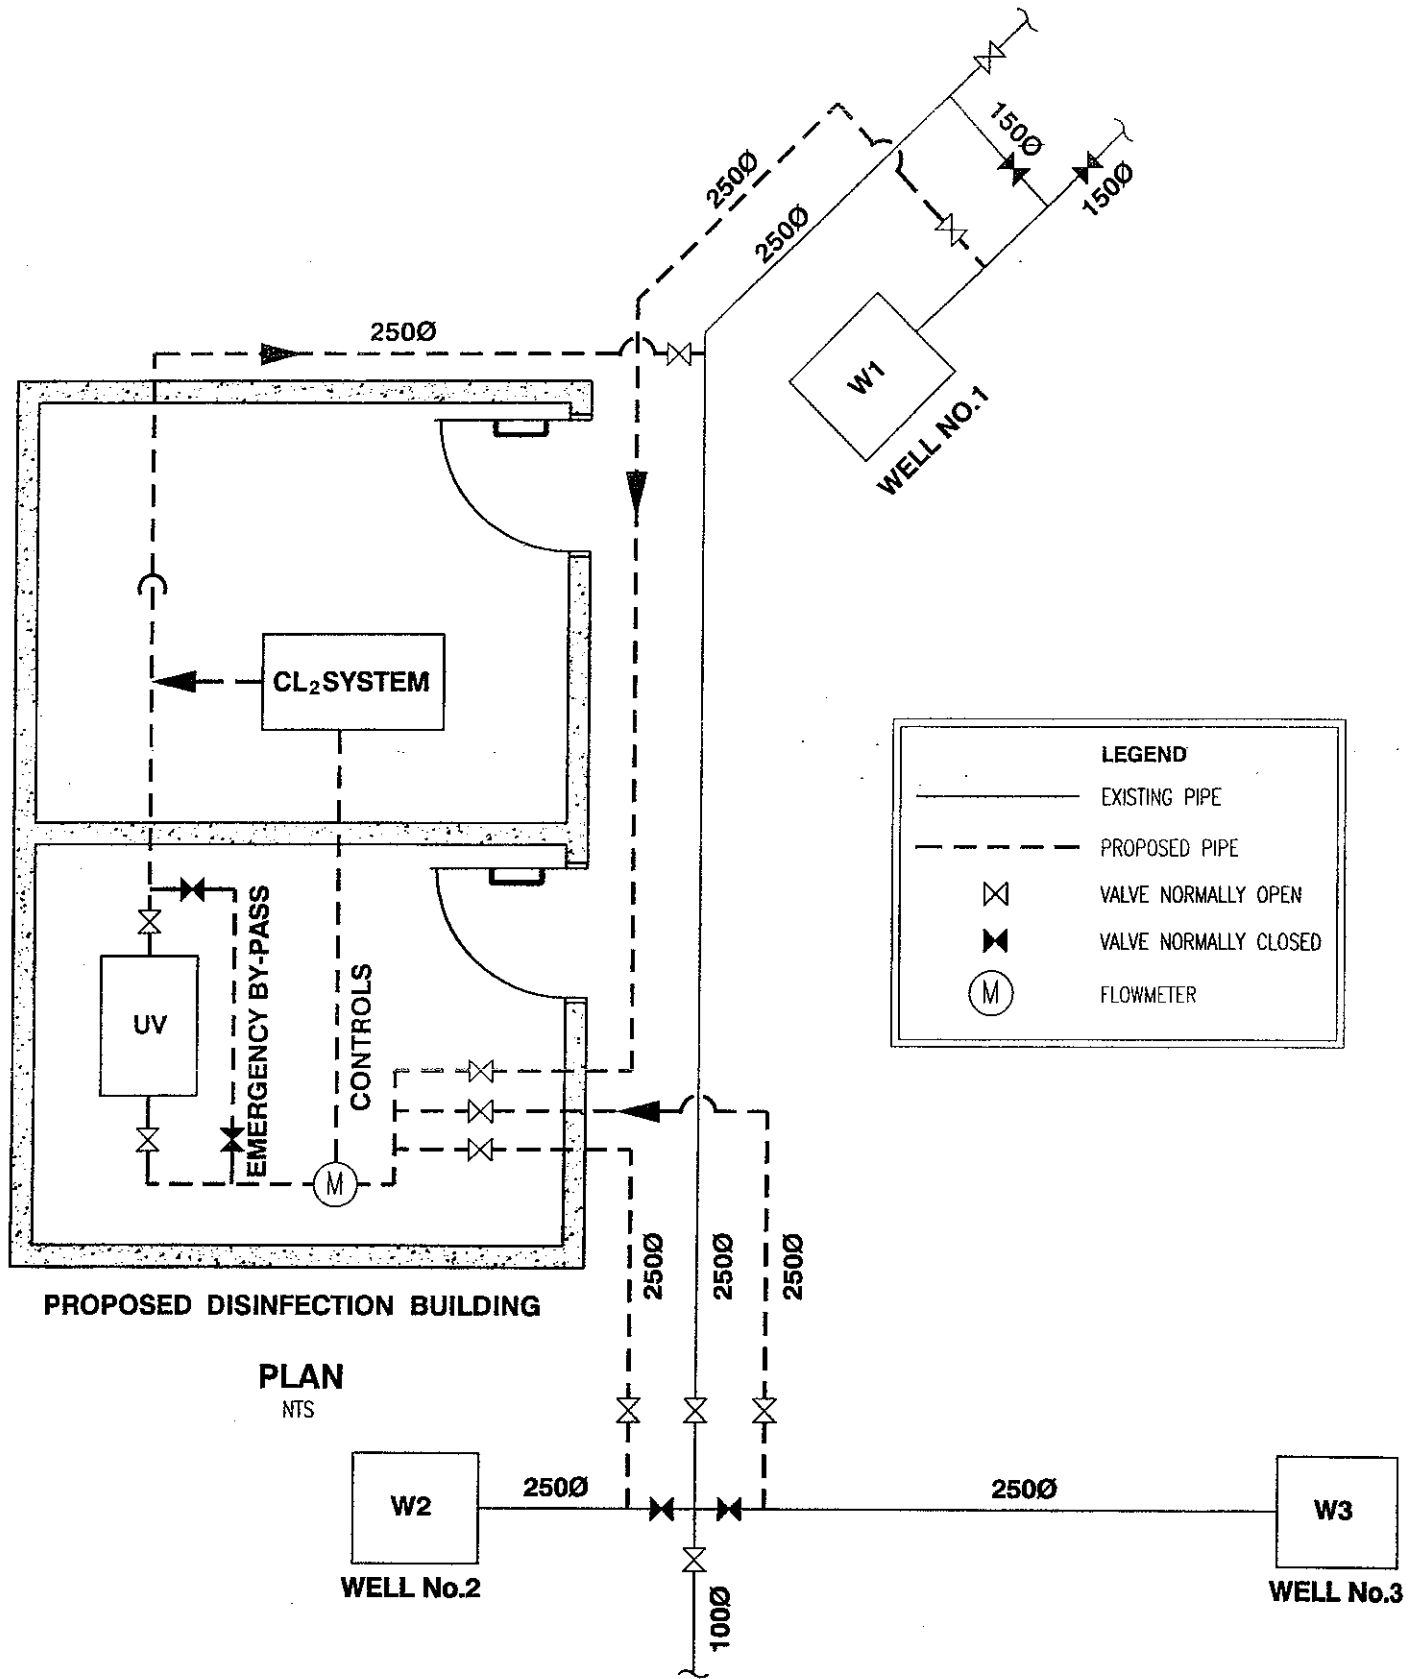 150Ø
150Ø
250Ø
250Ø
250Ø
W1
WELL NO.1
CL₂SYSTEM
LEGEND
EXISTING PIPE
PROPOSED PIPE
VALVE NORMALLY OPEN
VALVE NORMALLY CLOSED
M
FLOWMETER
UV
EMERGENCY BY-PASS
CONTROLS
M
250Ø
250Ø
250Ø
PROPOSED DISINFECTION BUILDING
PLAN
NTS
250Ø
250Ø
W2
W3
WELL No.2
WELL No.3
100Ø